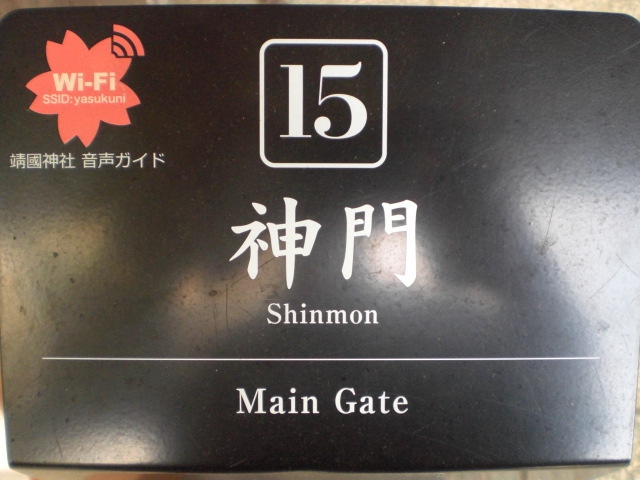 Wi-Fi
SSID:yasukuni
靖國神社 音声ガイド
15
神門
Shinmon
Main Gate